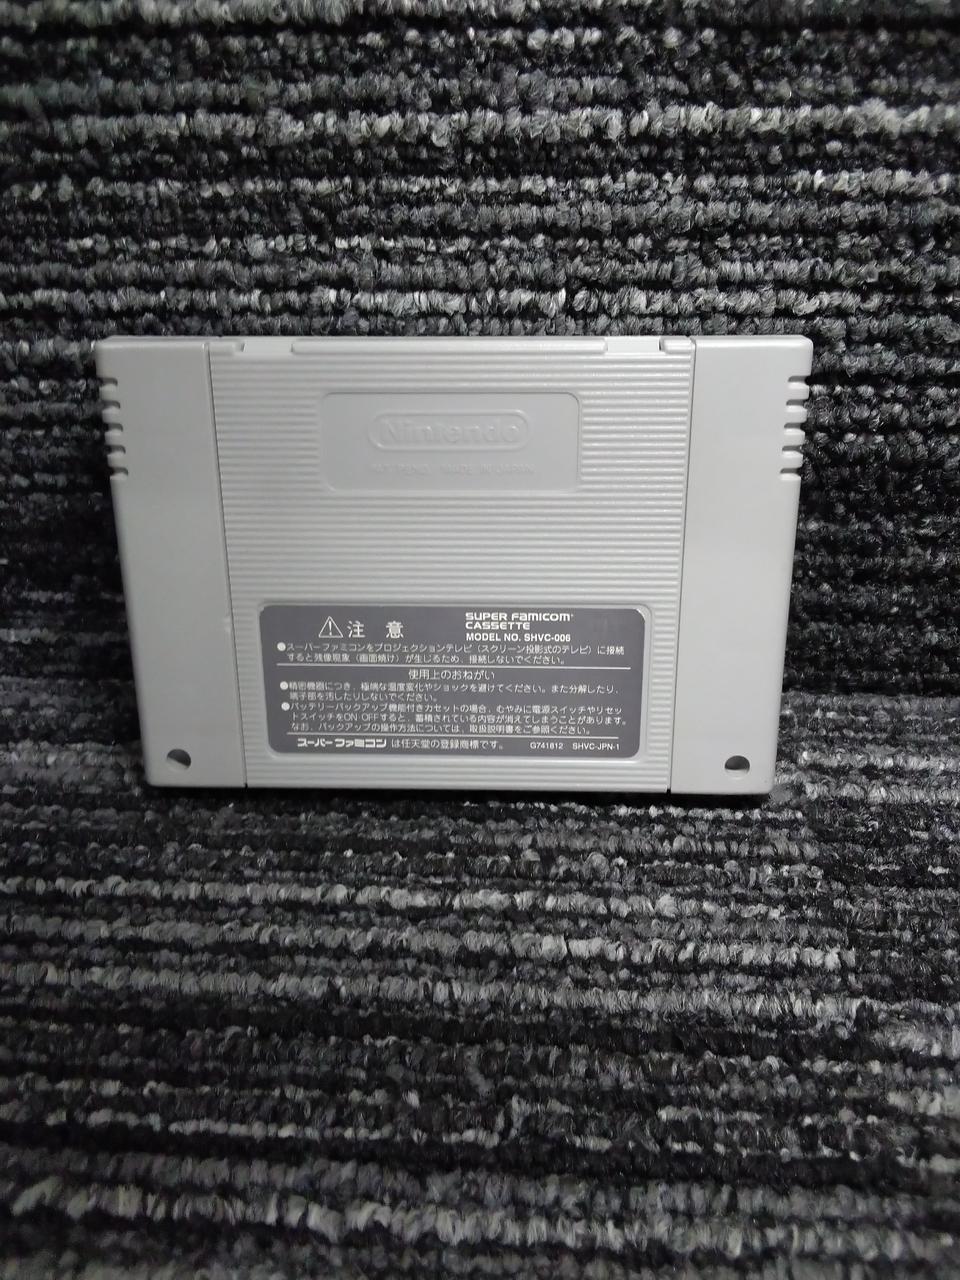 Nintendo
PAT. PEND. MADE IN JAPAN
⚠注 意
SUPER FAMICOM
CASSETTE
MODEL NO. SHVC-006
●スーパーファミコンをプロジェクションテレビ（スクリーン投影式のテレビ）に接続
すると残像現象（画面焼け）が生じるため、接続しないでください。
使用上のおねがい
●精密機器につき、極端な温度変化やショックを避けてください。また分解したり、
端子部を汚したりしないでください。
●バッテリーバックアップ機能付きカセットの場合、むやみに電源スイッチやリセッ
トスイッチをON·OFFすると、蓄積されている内容が消えてしまうことがあります。
なお、バックアップの操作方法については、取扱説明書をご参照ください。
スーパーファミコン は任天堂の登録商標です。 G741812 SHVC-JPN-1